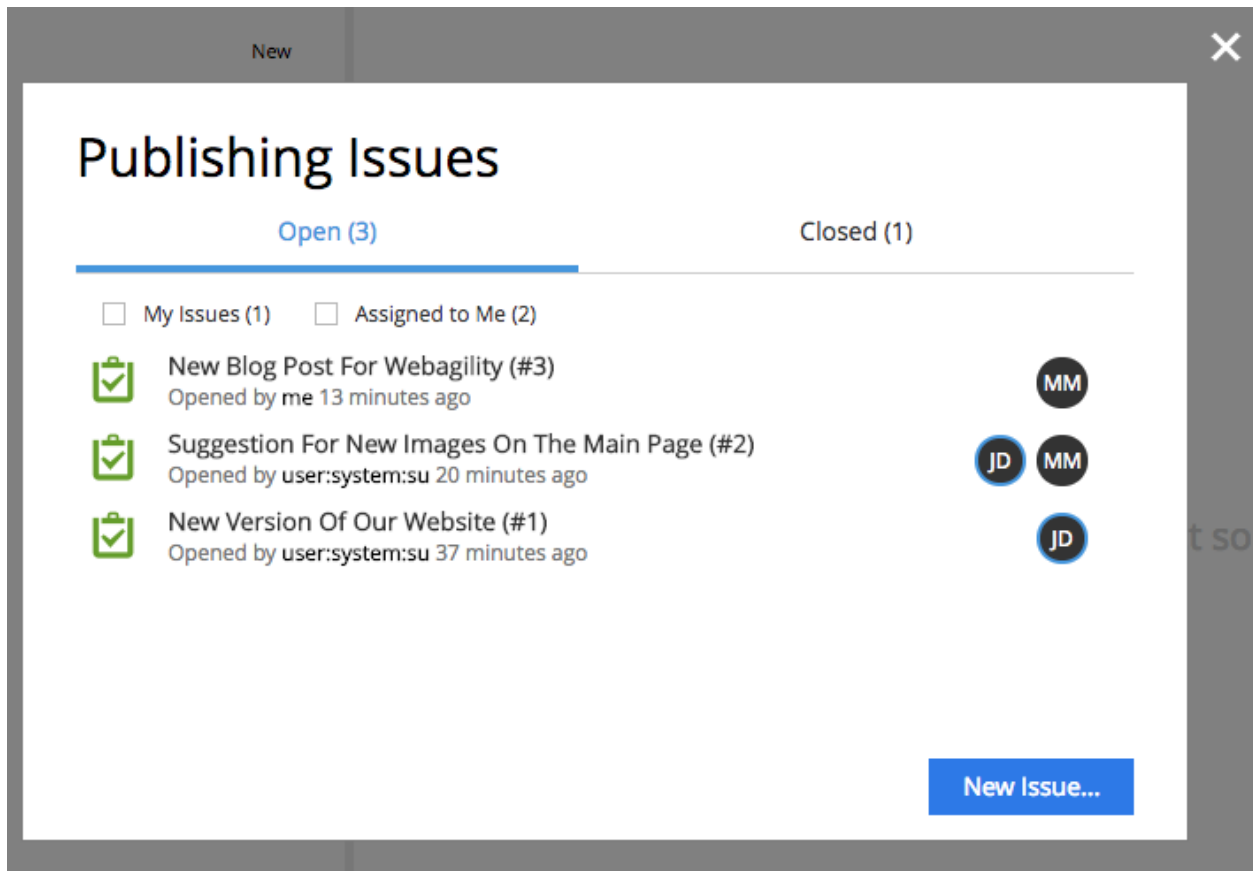 New
Publishing Issues
Open (3)
Closed (1)
My Issues (1)
Assigned to Me (2)
New Blog Post For Webagility (#3)
Opened by me 13 minutes ago
MM
Suggestion For New Images On The Main Page (#2)
Opened by user:system:su 20 minutes ago
JD MM
New Version Of Our Website (#1)
Opened by user:system:su 37 minutes ago
JD
t so
New Issue...